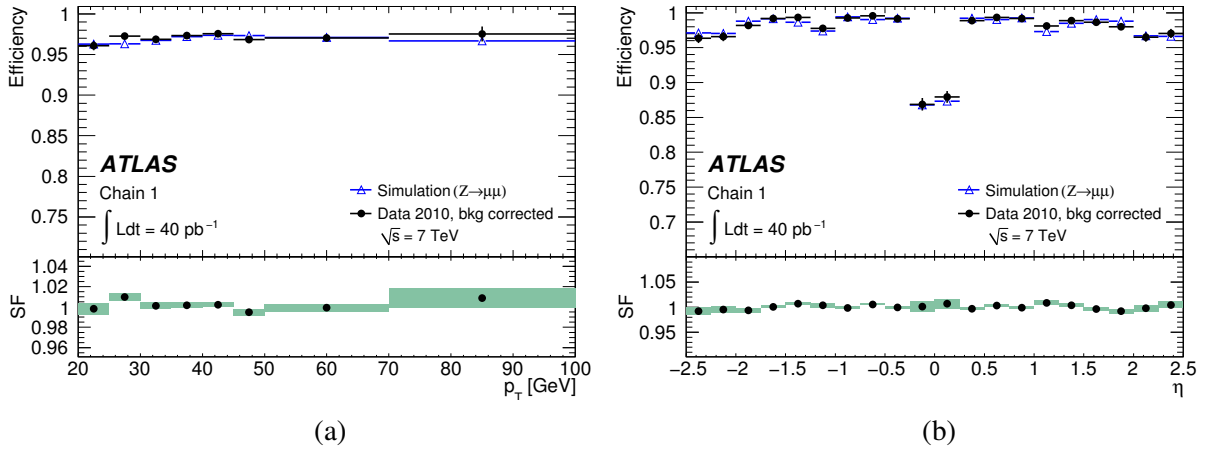 Efficiency
1
0.95
0.9
0.85
0.8
0.75
ATLAS
Chain 1
∫ Ldt = 40 pb⁻¹
Simulation (Z→μμ)
Data 2010, bkg corrected
√s = 7 TeV
SF
1.04
1.02
1
0.98
0.96
20 30 40 50 60 70 80 90 100
p_T [GeV]
(a)
Efficiency
1
0.95
0.9
0.85
0.8
0.75
0.7
ATLAS
Chain 1
∫ Ldt = 40 pb⁻¹
Simulation (Z→μμ)
Data 2010, bkg corrected
√s = 7 TeV
SF
1.05
1
0.95
−2.5 −2 −1.5 −1 −0.5 0 0.5 1 1.5 2 2.5
η
(b)